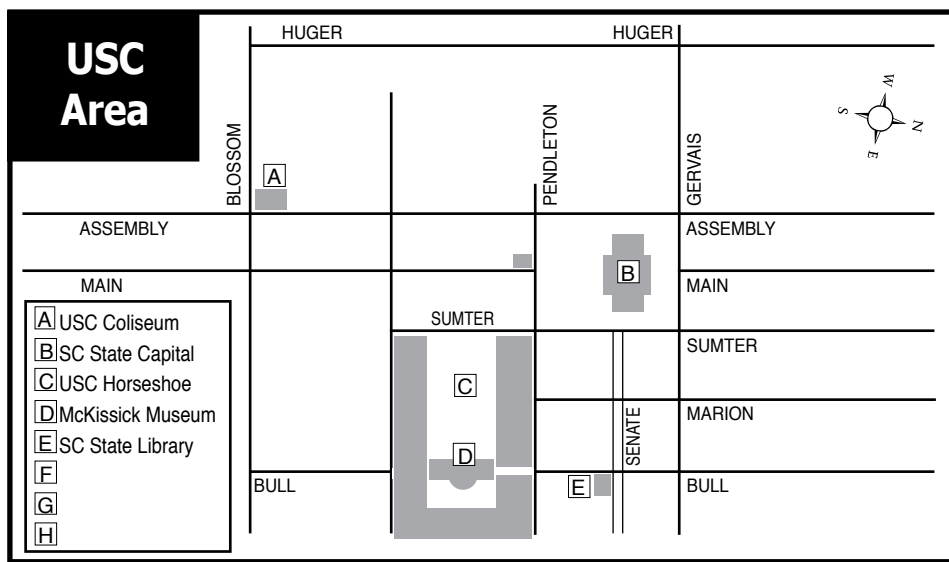 USC
Area
HUGER
HUGER
BLOSSOM
PENDLETON
GERVAIS
W
S
N
E
A
ASSEMBLY
ASSEMBLY
B
MAIN
MAIN
SUMTER
SUMTER
C
MARION
SENATE
D
BULL
E
BULL
A USC Coliseum
B SC State Capital
C USC Horseshoe
D McKissick Museum
E SC State Library
F
G
H